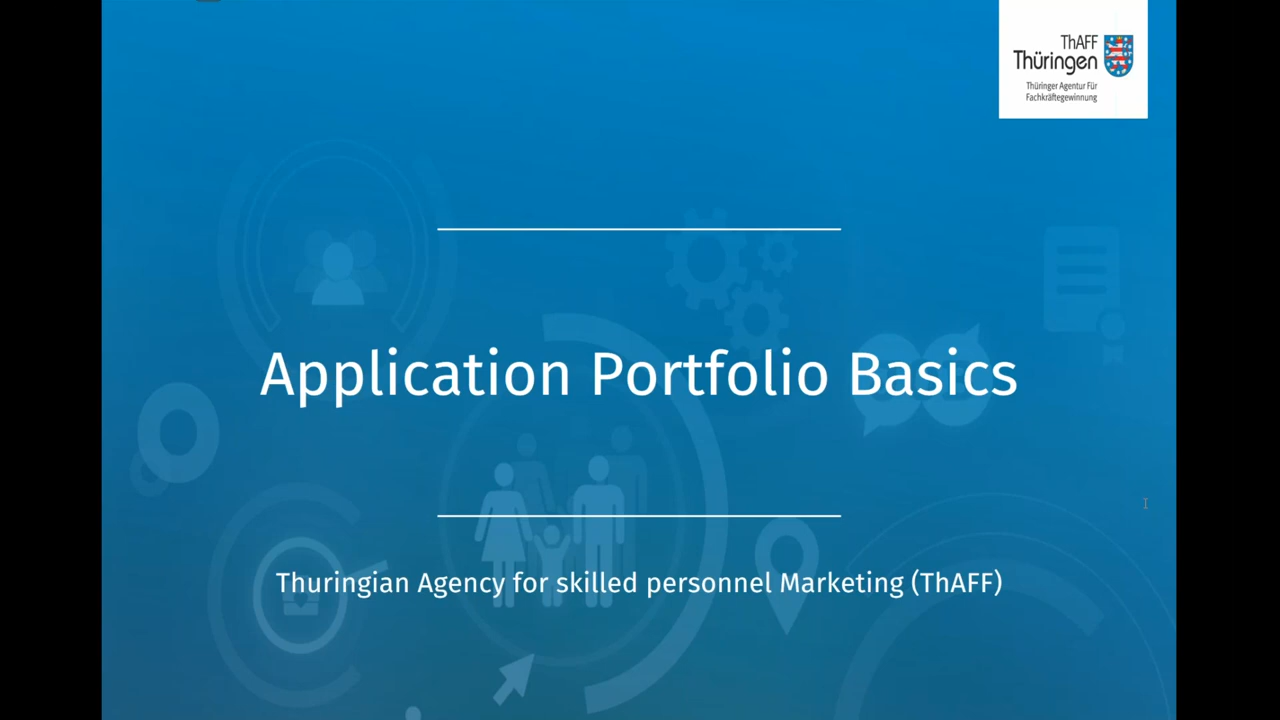 ThAFF
Thüringen
Thüringer Agentur Für
Fachkräftegewinnung
Application Portfolio Basics
Thuringian Agency for skilled personnel Marketing (ThAFF)